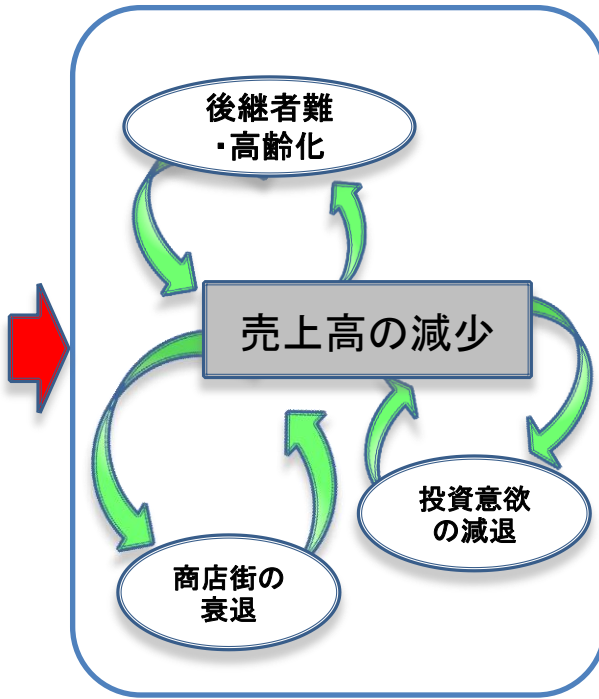 後継者難
・高齢化
売上高の減少
投資意欲
の減退
商店街の
衰退